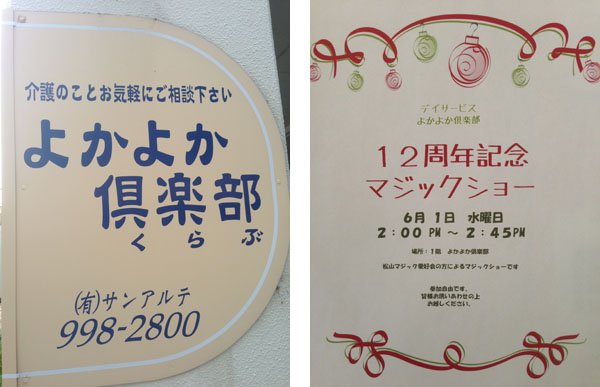 介護のことお気軽にご相談下さい
よかよか
倶楽部
くらぶ
(有)サンアルテ
998-2800
デイサービス
よかよか倶楽部
12周年記念
マジックショー
6月1日 水曜日
2:00 PM ～ 2:45PM
場所:1階 よかよか倶楽部
松山マジック愛好会の方によるマジックショーです
参加自由です。
皆様お誘いあわせの上
お越しください。